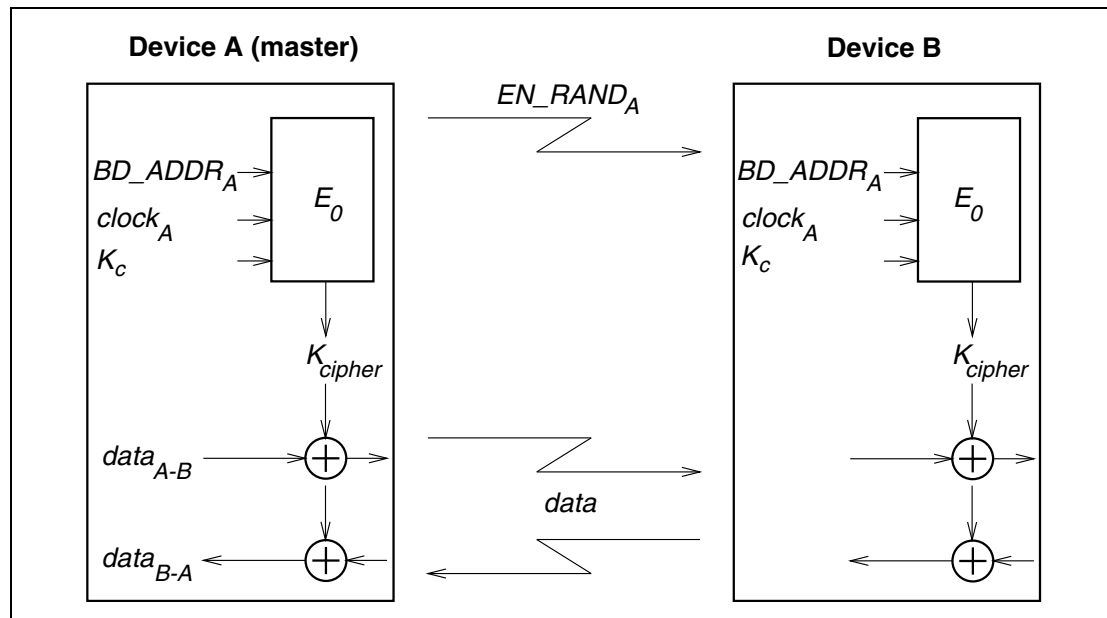 Device A (master)
Device B
EN_RAND_A
BD_ADDR_A
clock_A
K_c
E_0
BD_ADDR_A
clock_A
K_c
E_0
K_cipher
K_cipher
data_A-B
data
data_B-A